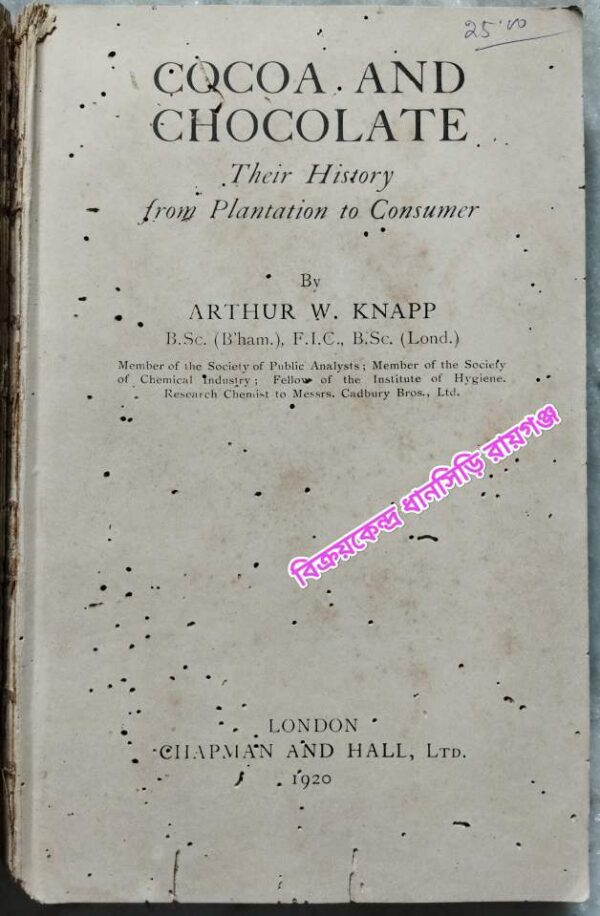 25.00
COCOA AND
CHOCOLATE
Their History
from Plantation to Consumer
By
ARTHUR W. KNAPP
B.Sc. (B'ham.), F.I.C., B.Sc. (Lond.)
Member of the Society of Public Analysts; Member of the Society
of Chemical Industry; Fellow of the Institute of Hygiene.
Research Chemist to Messrs. Cadbury Bros., Ltd.
বিক্রয়কেন্দ্র ধানসিড়ি রায়গঞ্জ
LONDON
CHAPMAN AND HALL, LTD.
1920